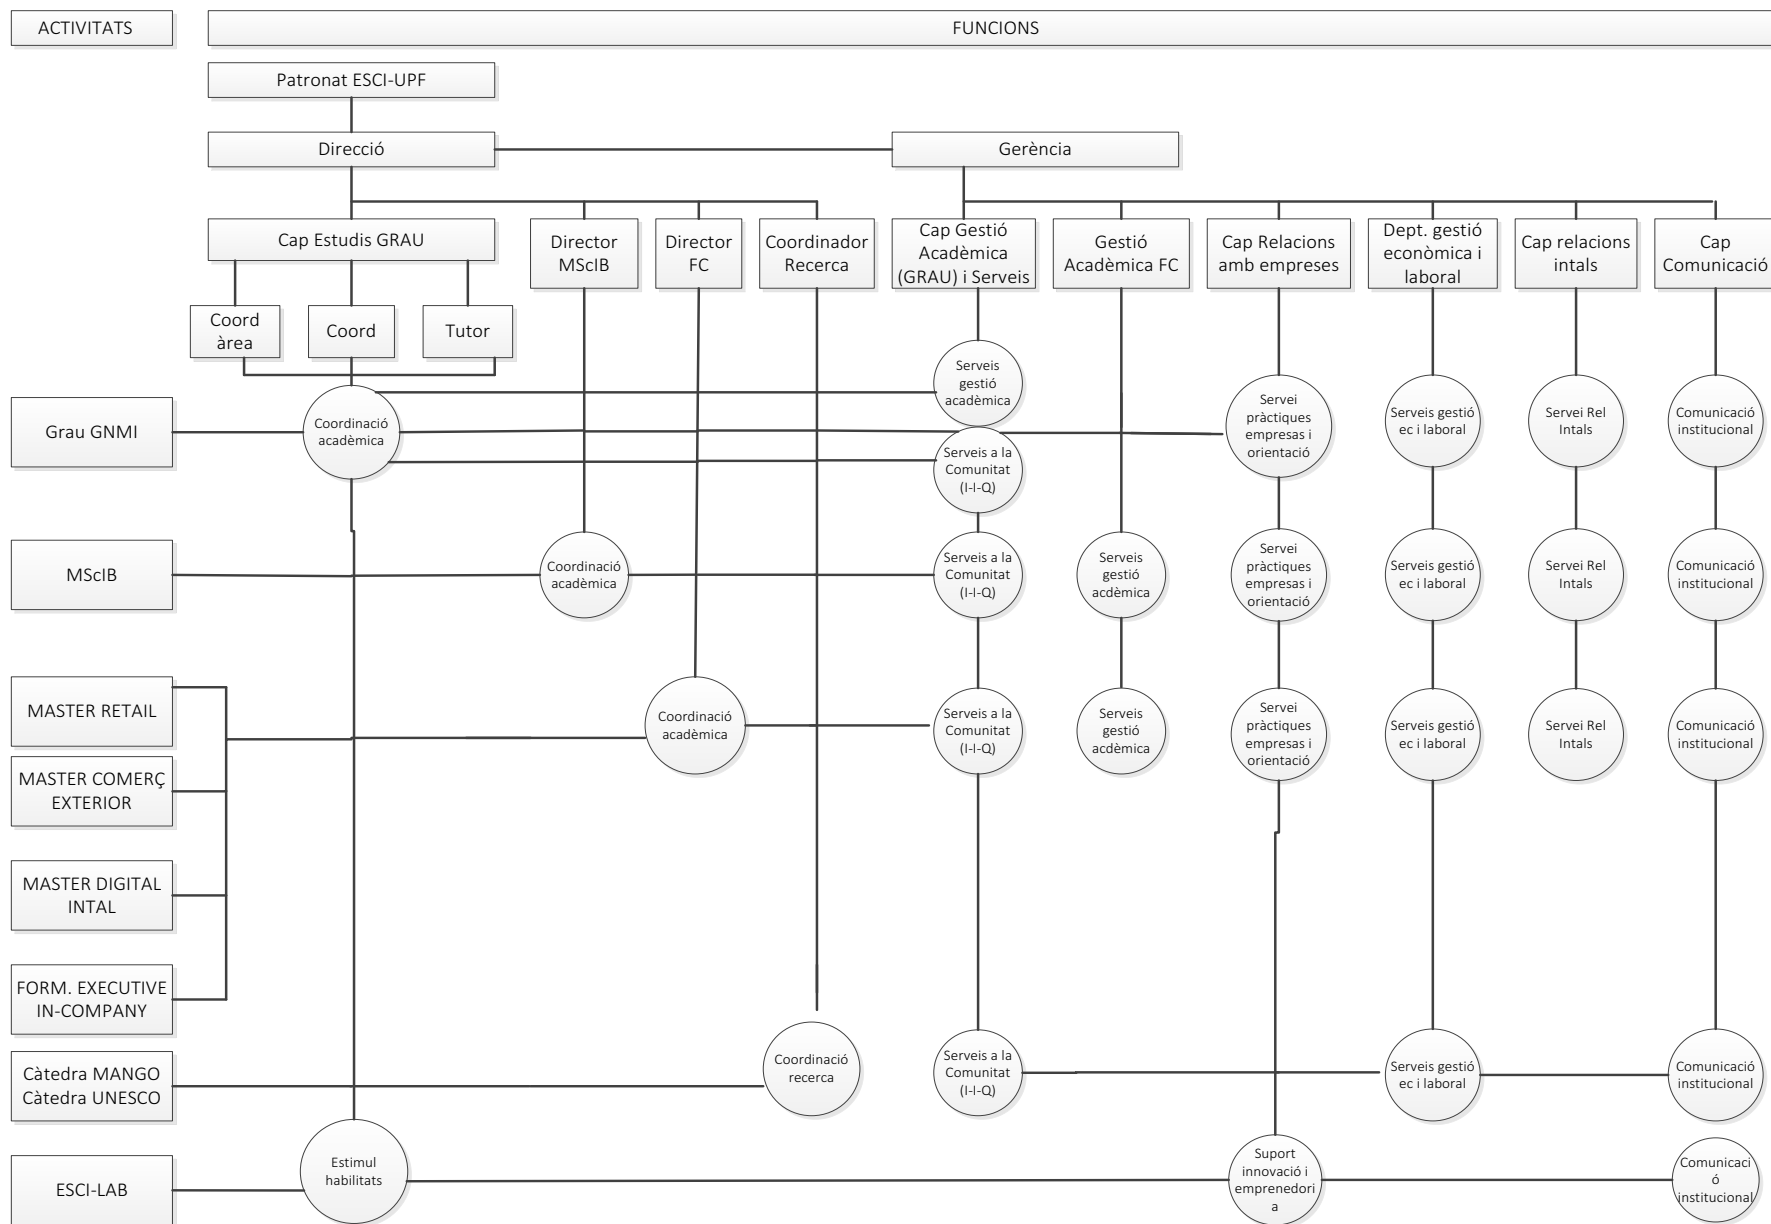 ACTIVITATS
FUNCIONS
Patronat ESCI-UPF
Direcció
Gerència
Cap Estudis GRAU
Director
MScIB
Director
FC
Coordinador
Recerca
Cap Gestió
Acadèmica
(GRAU) i Serveis
Gestió
Acadèmica FC
Cap Relacions
amb empreses
Dept. gestió
econòmica i
laboral
Cap relacions
intals
Cap
Comunicació
Coord
àrea
Coord
Tutor
Serveis
gestió
acadèmica
Grau GNMI
Coordinació
acadèmica
Servei
pràctiques
empresas i
orientació
Serveis gestió
ec i laboral
Servei Rel
Intals
Comunicació
institucional
Serveis a la
Comunitat
(I-I-Q)
MScIB
Coordinació
acadèmica
Serveis a la
Comunitat
(I-I-Q)
Serveis
gestió
acdèmica
Servei
pràctiques
empresas i
orientació
Serveis gestió
ec i laboral
Servei Rel
Intals
Comunicació
institucional
MASTER RETAIL
Coordinació
acadèmica
Serveis a la
Comunitat
(I-I-Q)
Serveis
gestió
acdèmica
Servei
pràctiques
empresas i
orientació
Serveis gestió
ec i laboral
Servei Rel
Intals
Comunicació
institucional
MASTER COMERÇ
EXTERIOR
MASTER DIGITAL
INTAL
FORM. EXECUTIVE
IN-COMPANY
Càtedra MANGO
Càtedra UNESCO
Coordinació
recerca
Serveis a la
Comunitat
(I-I-Q)
Serveis gestió
ec i laboral
Comunicació
institucional
ESCI-LAB
Estimul
habilitats
Suport
innovació i
emprenedori
a
Comunicaci
ó
institucional